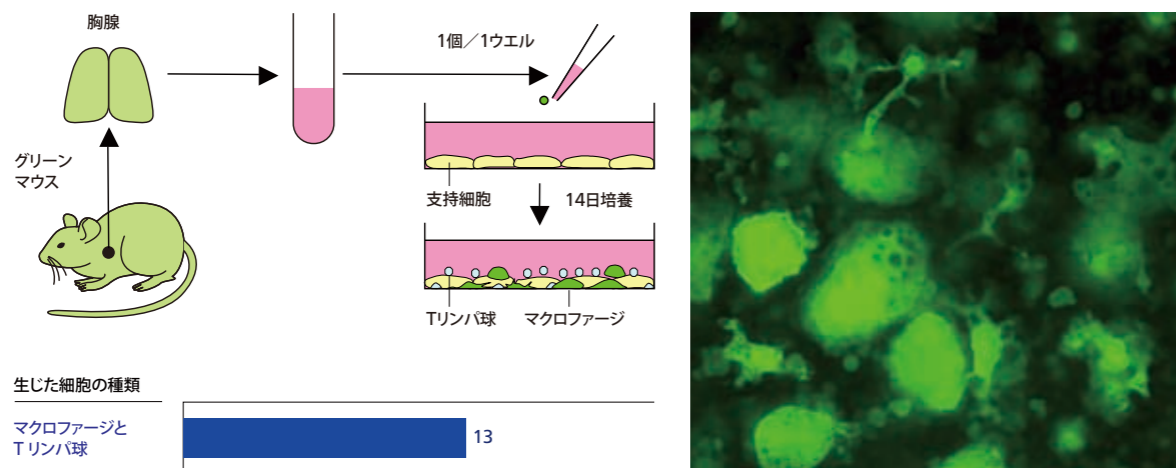 胸腺
1個／1ウエル
グリーン
マウス
支持細胞
14日培養
Tリンパ球
マクロファージ
生じた細胞の種類
マクロファージと
T リンパ球
13